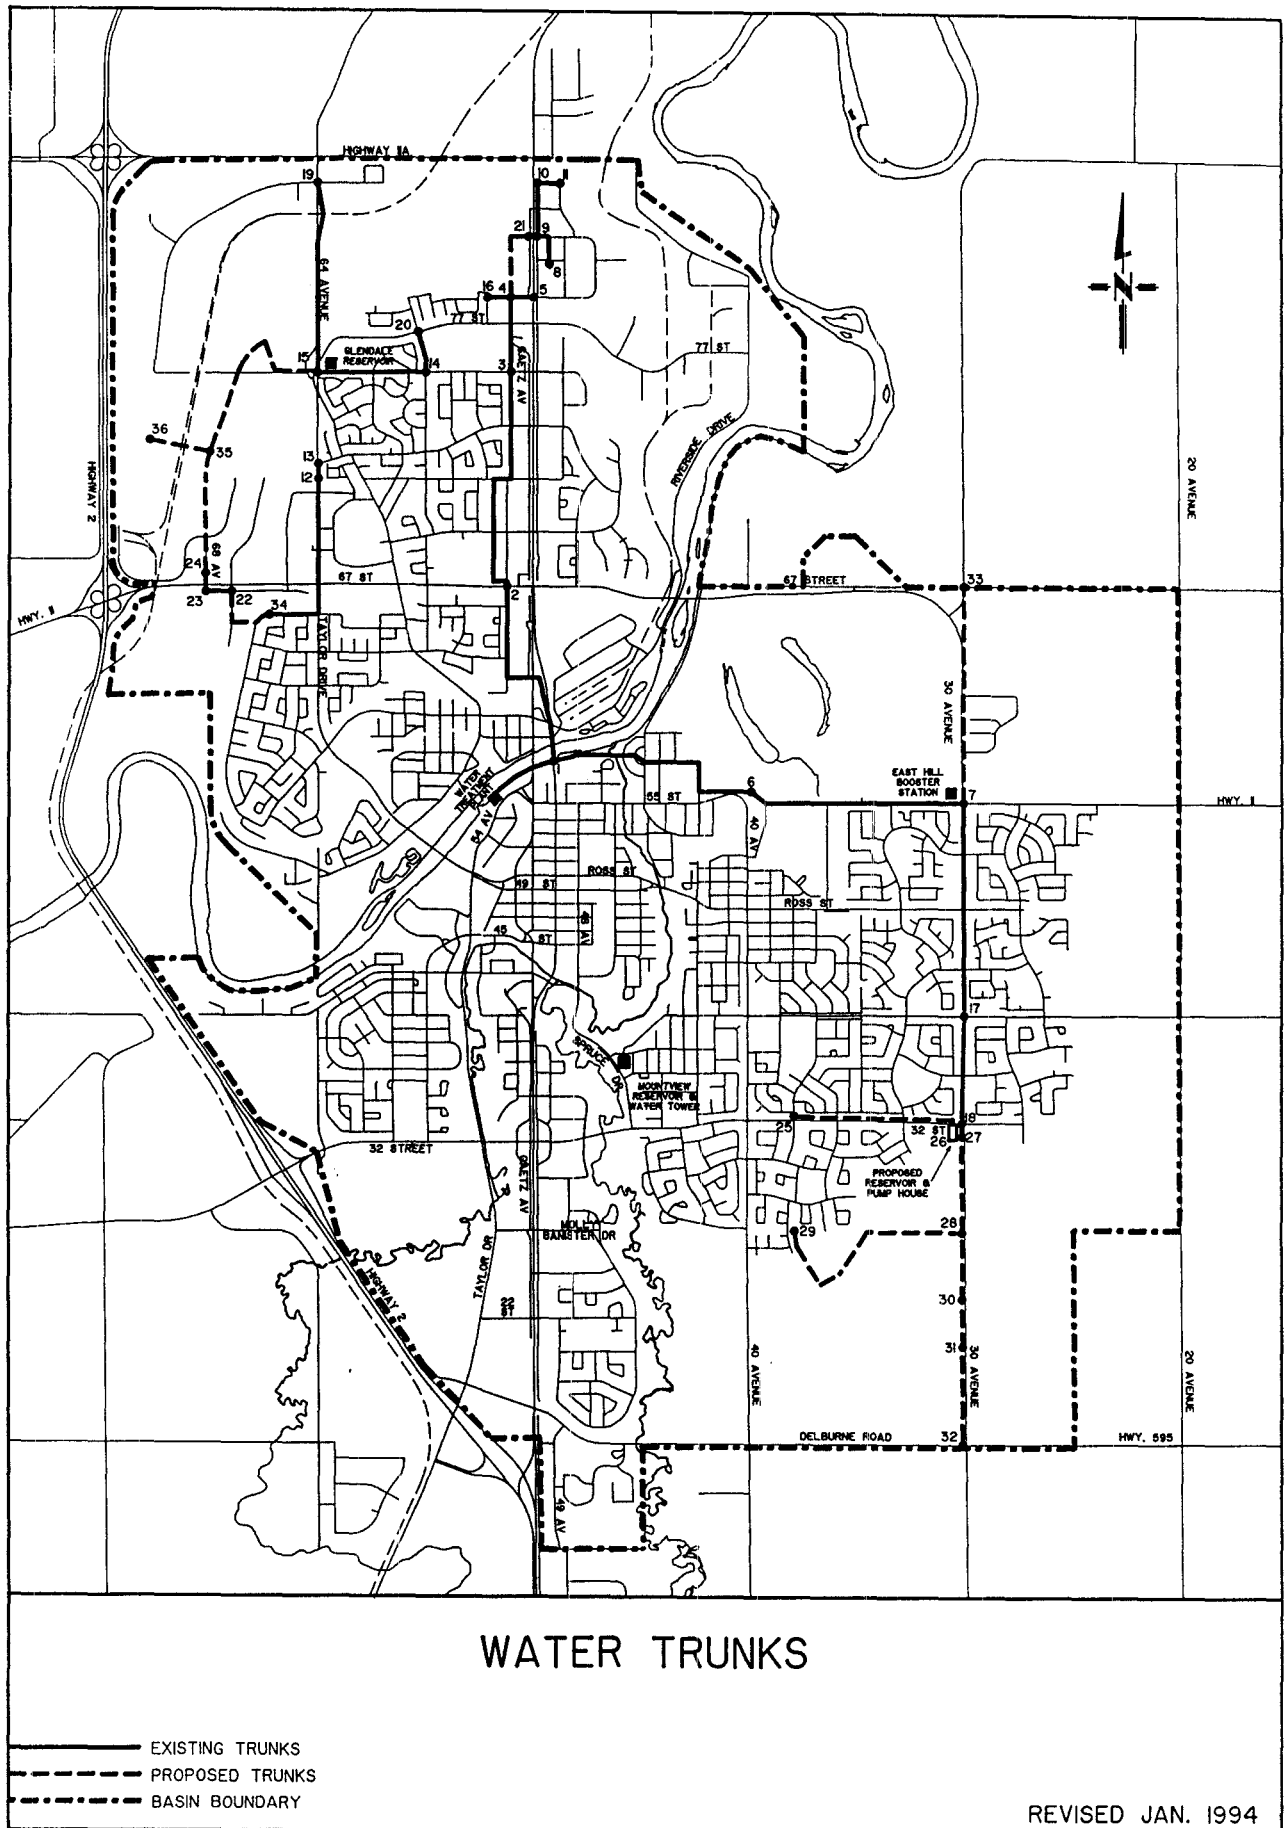 HIGHWAY 11A
19
10
11
21
9
8
64 AVENUE
16
4
5
77 ST
20
GLENDALE
RESERVOIR
15
14
3
GAETZ AV
77 ST
RIVERSIDE DRIVE
36
35
13
12
HIGHWAY 2
20 AVENUE
68 AV
24
67 ST
23
22
2
67 STREET
33
HWY. 11
34
TAYLOR DRIVE
30 AVENUE
WATER
TREATMENT
PLANT
54 AV
6
55 ST
EAST HILL
BOOSTER
STATION
7
HWY. 11
40 AV
ROSS ST
49 ST
ROSS ST
48 AV
45 ST
17
SPRUCE DR
MOUNTVIEW
RESERVOIR &
WATER TOWER
25
18
32 ST
26
27
32 STREET
PROPOSED
RESERVOIR &
PUMP HOUSE
GAETZ AV
MOLLY
BANISTER DR
29
28
TAYLOR DR
HIGHWAY 2
22
ST
30
31
40 AVENUE
30 AVENUE
20 AVENUE
DELBURNE ROAD
32
HWY. 595
49 AV
WATER TRUNKS
EXISTING TRUNKS
PROPOSED TRUNKS
BASIN BOUNDARY
REVISED JAN. 1994